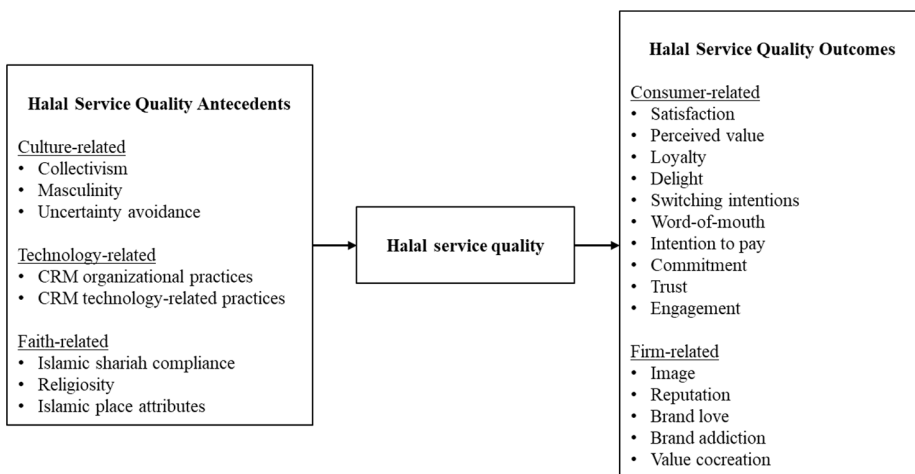 Halal Service Quality Antecedents
Culture-related
• Collectivism
• Masculinity
• Uncertainty avoidance
Technology-related
• CRM organizational practices
• CRM technology-related practices
Faith-related
• Islamic shariah compliance
• Religiosity
• Islamic place attributes
Halal service quality
Halal Service Quality Outcomes
Consumer-related
• Satisfaction
• Perceived value
• Loyalty
• Delight
• Switching intentions
• Word-of-mouth
• Intention to pay
• Commitment
• Trust
• Engagement
Firm-related
• Image
• Reputation
• Brand love
• Brand addiction
• Value cocreation